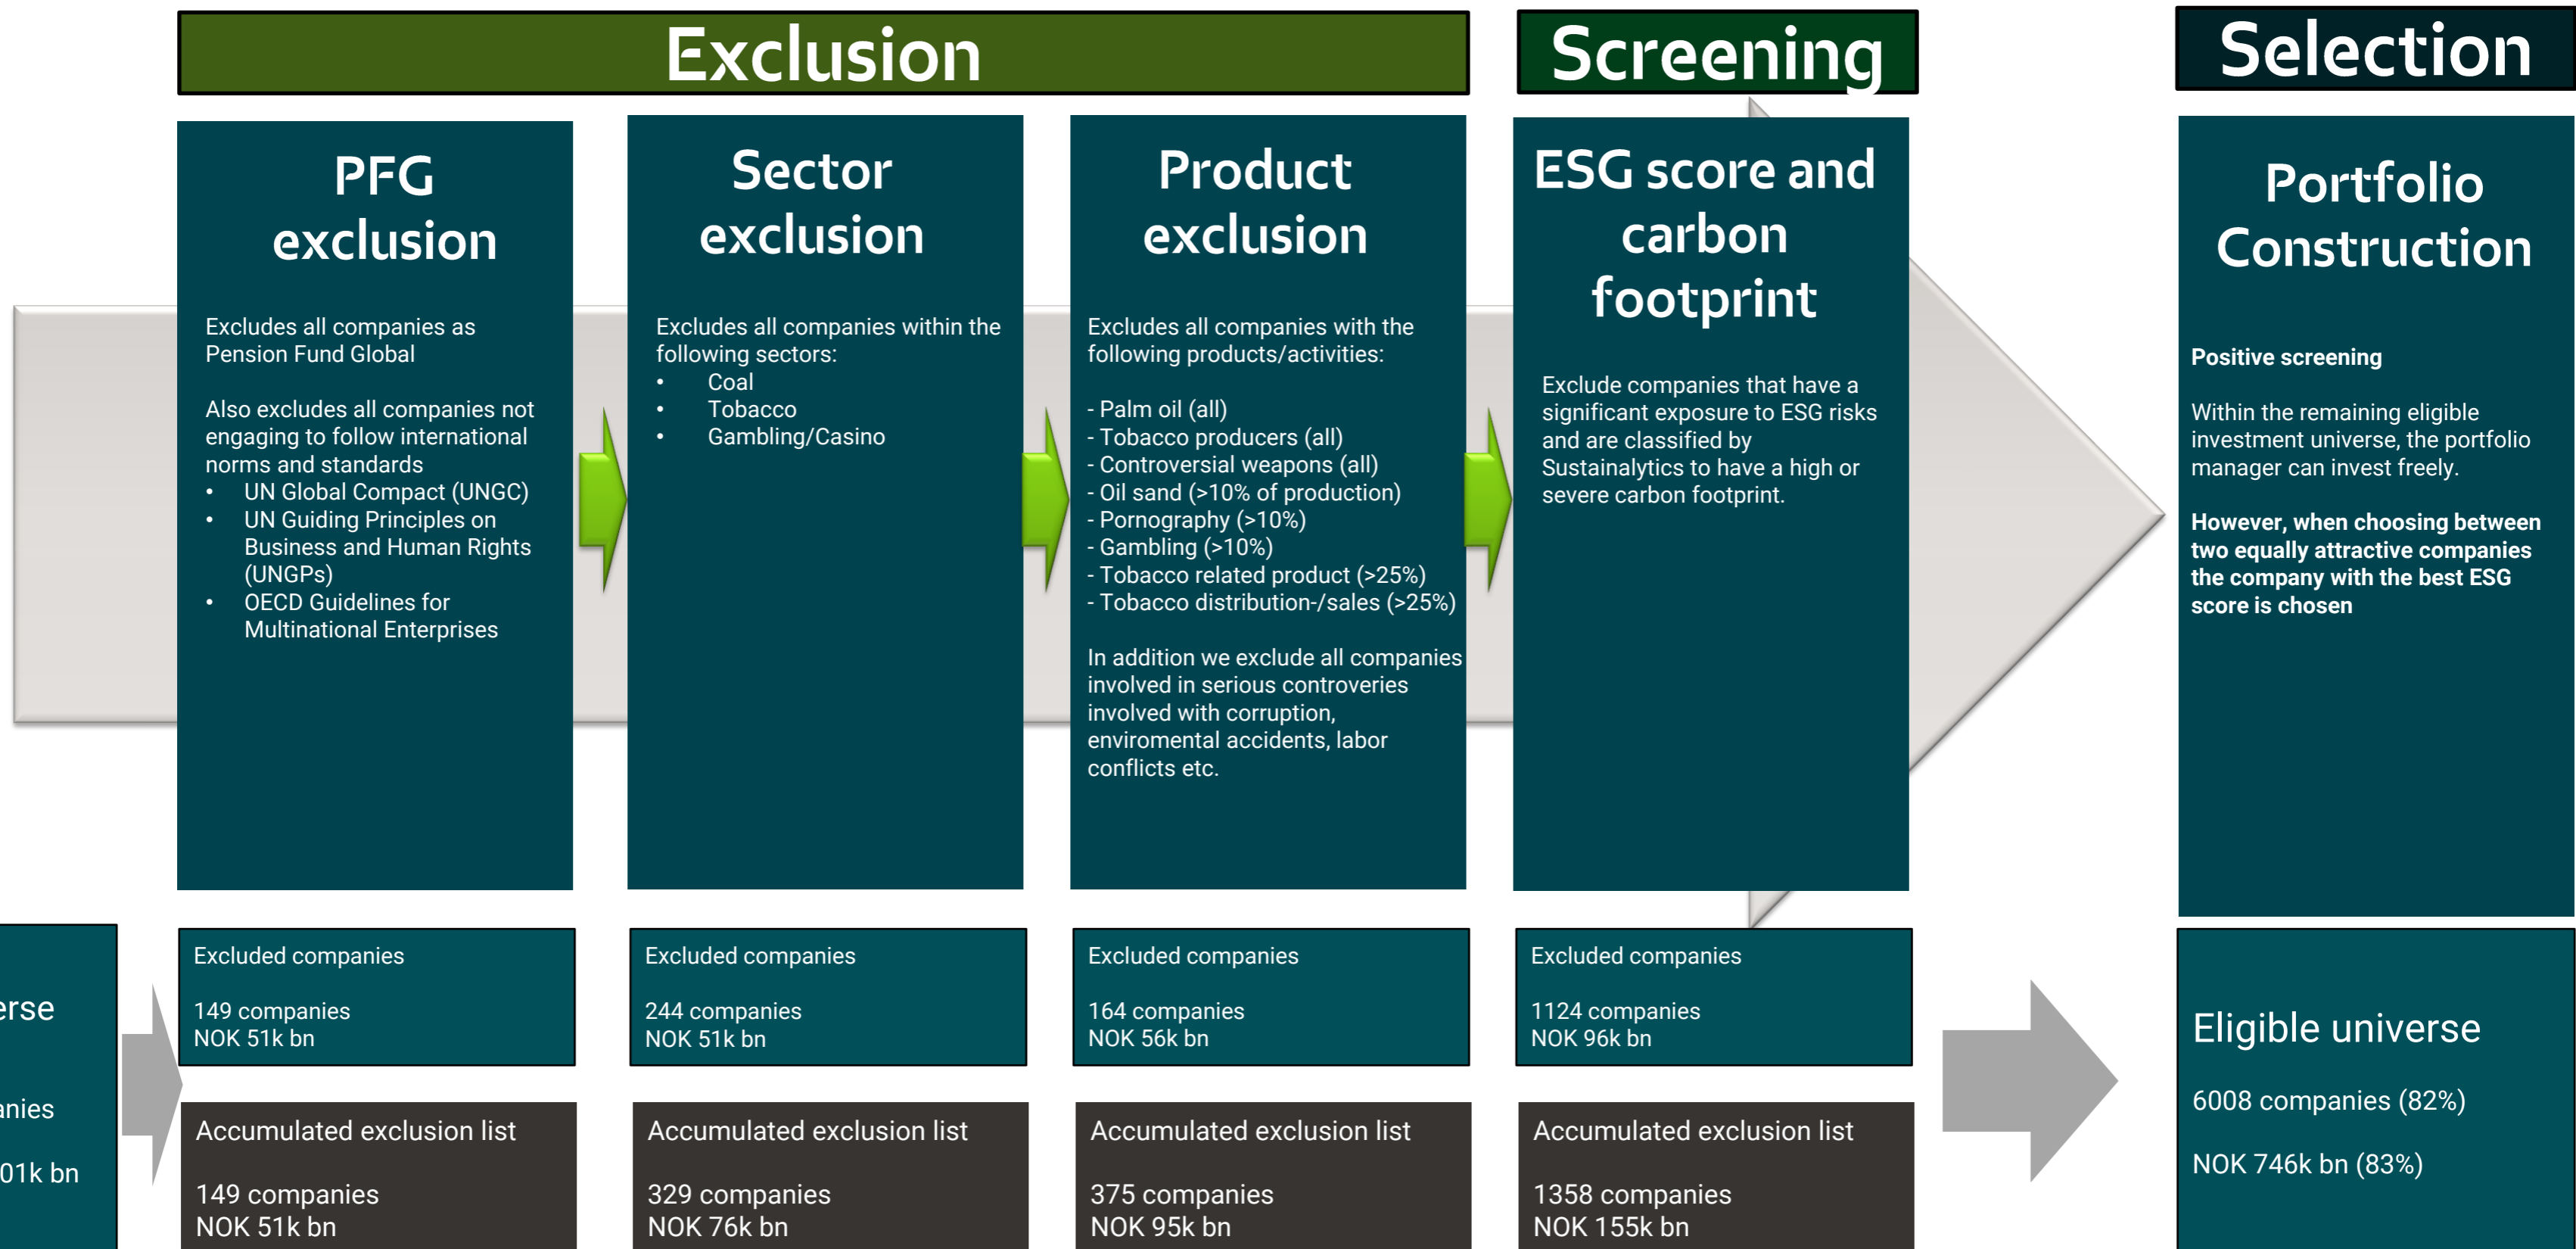 Exclusion
Screening
Selection
PFG
exclusion
Excludes all companies as
Pension Fund Global
Also excludes all companies not
engaging to follow international
norms and standards
• UN Global Compact (UNGC)
• UN Guiding Principles on
Business and Human Rights
(UNGPs)
• OECD Guidelines for
Multinational Enterprises
Sector
exclusion
Excludes all companies within the
following sectors:
• Coal
• Tobacco
• Gambling/Casino
Product
exclusion
Excludes all companies with the
following products/activities:
- Palm oil (all)
- Tobacco producers (all)
- Controversial weapons (all)
- Oil sand (>10% of production)
- Pornography (>10%)
- Gambling (>10%)
- Tobacco related product (>25%)
- Tobacco distribution-/sales (>25%)
In addition we exclude all companies
involved in serious controveries
involved with corruption,
enviromental accidents, labor
conflicts etc.
ESG score and
carbon
footprint
Exclude companies that have a
significant exposure to ESG risks
and are classified by
Sustainalytics to have a high or
severe carbon footprint.
Portfolio
Construction
Positive screening
Within the remaining eligible
investment universe, the portfolio
manager can invest freely.
However, when choosing between
two equally attractive companies
the company with the best ESG
score is chosen
erse
anies
01k bn
Excluded companies
149 companies
NOK 51k bn
Excluded companies
244 companies
NOK 51k bn
Excluded companies
164 companies
NOK 56k bn
Excluded companies
1124 companies
NOK 96k bn
Accumulated exclusion list
149 companies
NOK 51k bn
Accumulated exclusion list
329 companies
NOK 76k bn
Accumulated exclusion list
375 companies
NOK 95k bn
Accumulated exclusion list
1358 companies
NOK 155k bn
Eligible universe
6008 companies (82%)
NOK 746k bn (83%)